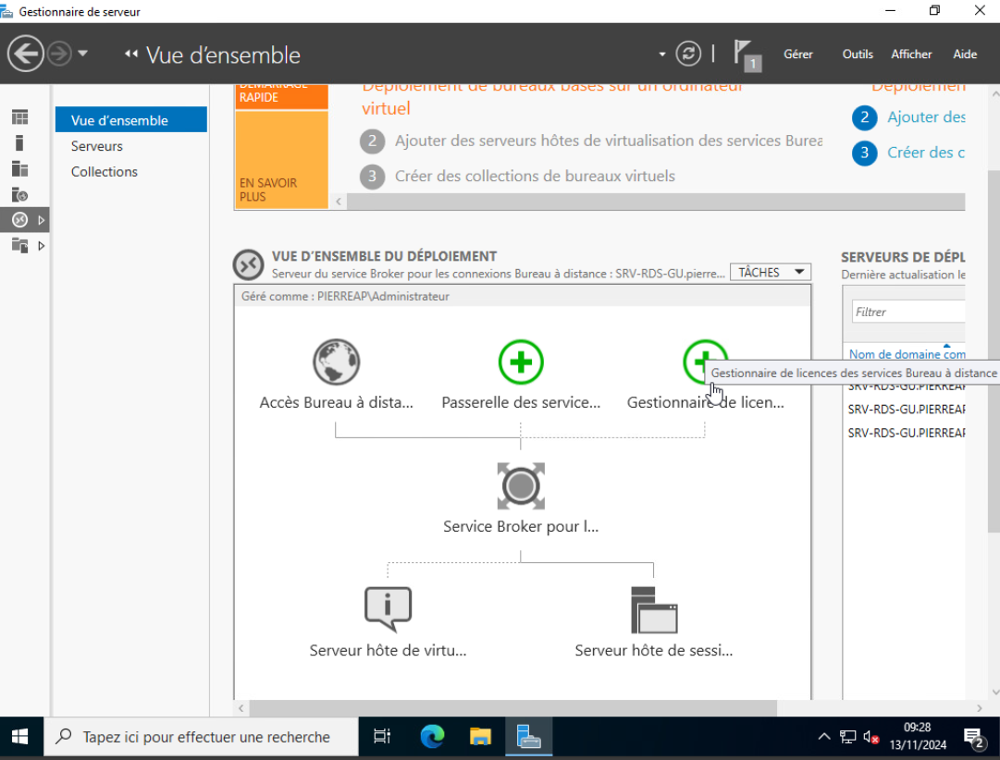 Gestionnaire de serveur
Vue d'ensemble
1
Gérer
Outils
Afficher
Aide
Vue d'ensemble
Serveurs
Collections
DÉMARRAGE
RAPIDE
EN SAVOIR
PLUS
Déploiement de bureaux basés sur un ordinateur
virtuel
2 Ajouter des serveurs hôtes de virtualisation des services Burea
3 Créer des collections de bureaux virtuels
Déploiemen
2 Ajouter des
3 Créer des c
VUE D'ENSEMBLE DU DÉPLOIEMENT
Serveur du service Broker pour les connexions Bureau à distance : SRV-RDS-GU.pierre...
TÂCHES
Géré comme : PIERREAP\Administrateur
Accès Bureau à dista...
Passerelle des service...
Gestionnaire de licen...
Gestionnaire de licences des services Bureau à distance
Service Broker pour l...
Serveur hôte de virtu...
Serveur hôte de sessi...
SERVEURS DE DÉPL
Dernière actualisation le
Filtrer
Nom de domaine com
SRV-RDS-GU.PIERREAP
SRV-RDS-GU.PIERREAP
SRV-RDS-GU.PIERREAP
Tapez ici pour effectuer une recherche
09:28
13/11/2024
2